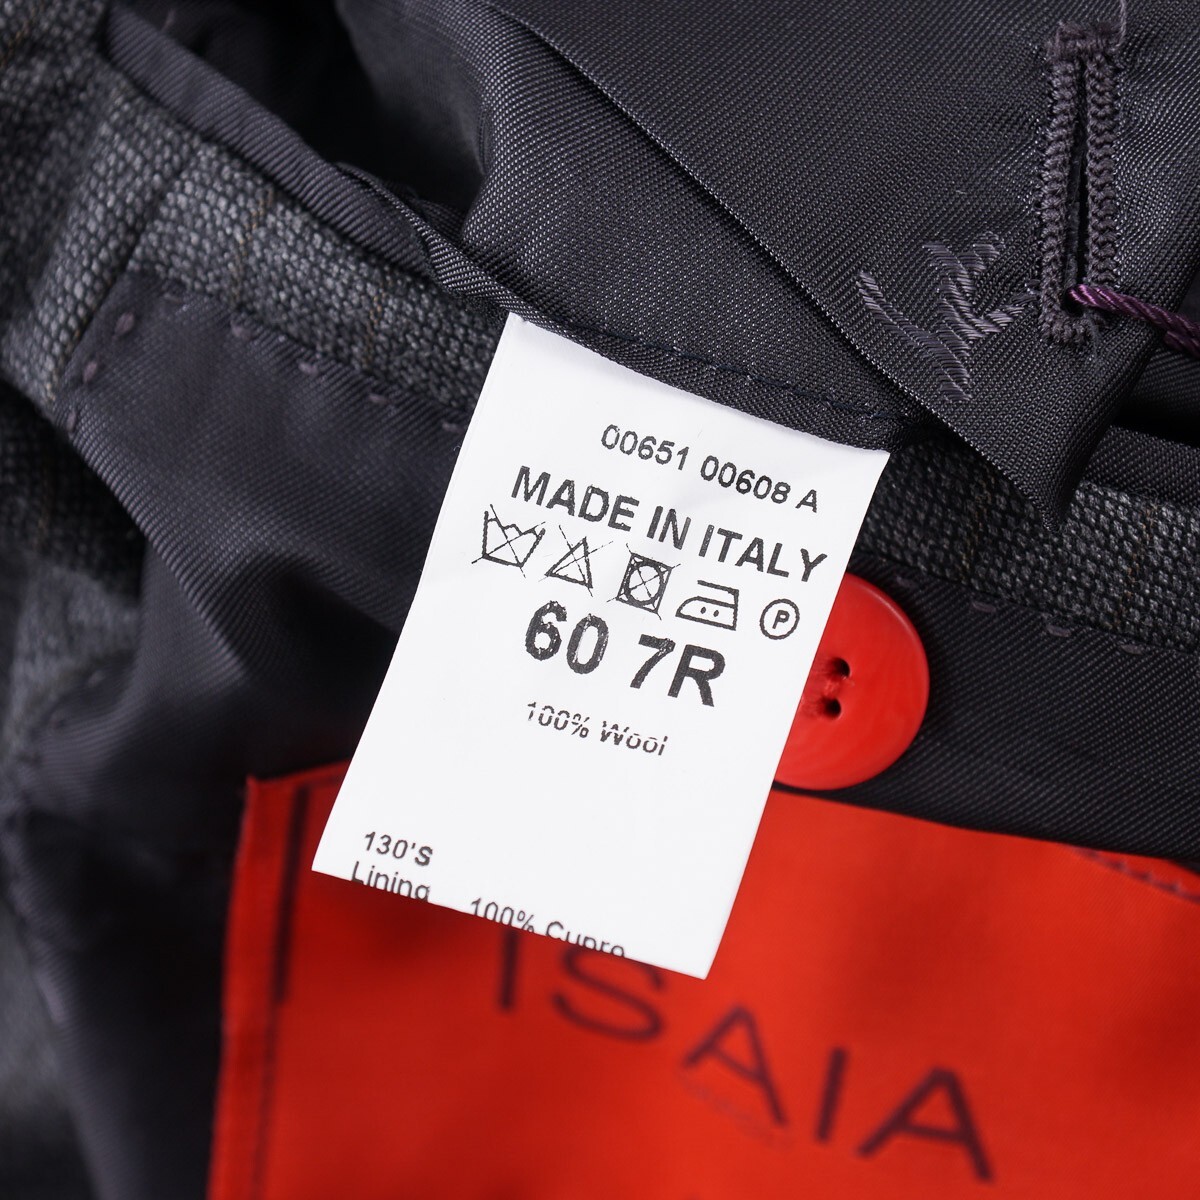 00651 00608 A
MADE IN ITALY
P
60 7R
100% Wool
130'S
Lining 100% Cupro
ISAIA